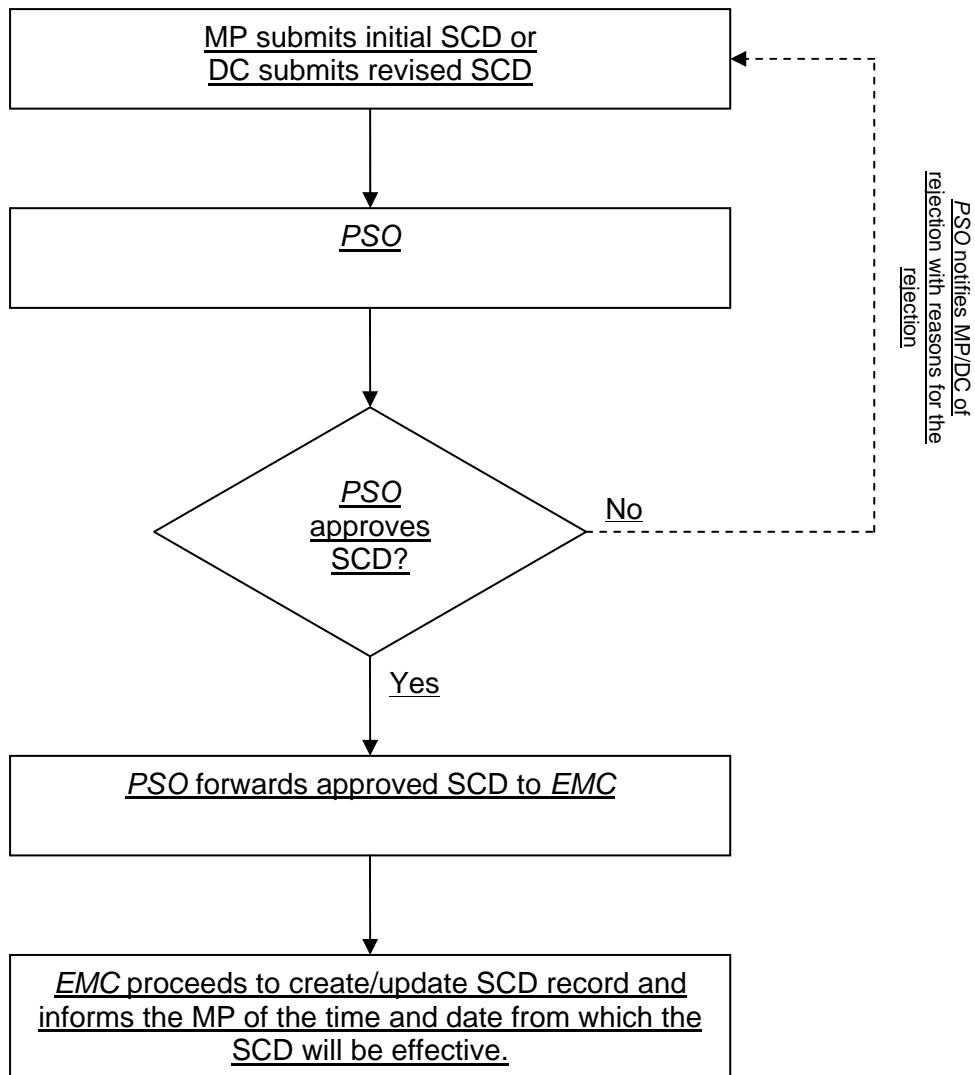 MP submits initial SCD or
DC submits revised SCD
PSO notifies MP/DC of
rejection with reasons for the
rejection
PSO
PSO
approves
SCD?
No
Yes
PSO forwards approved SCD to EMC
EMC proceeds to create/update SCD record and
informs the MP of the time and date from which the
SCD will be effective.